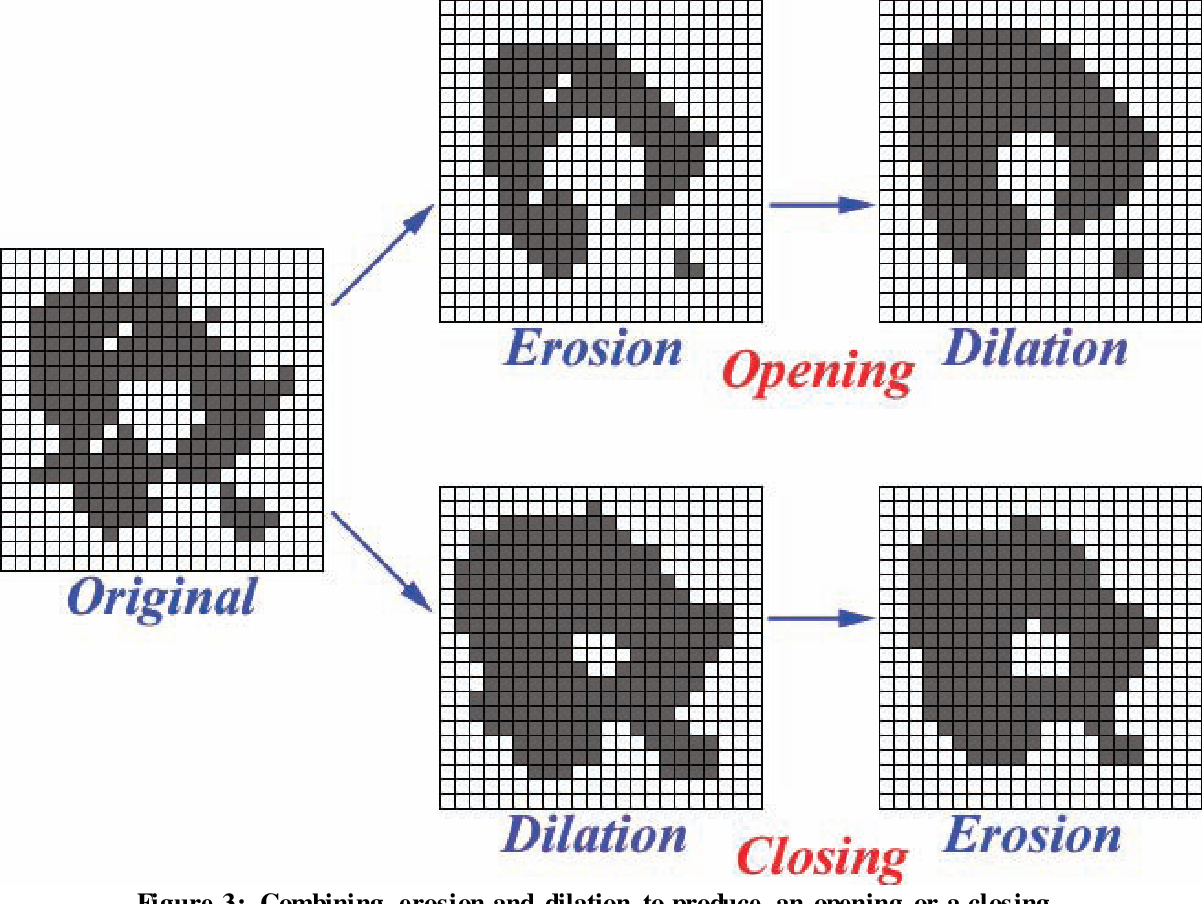 Erosion
Opening
Dilation
Original
Dilation
Closing
Erosion
Figure 3: Combining erosion and dilation to produce an opening or a closing